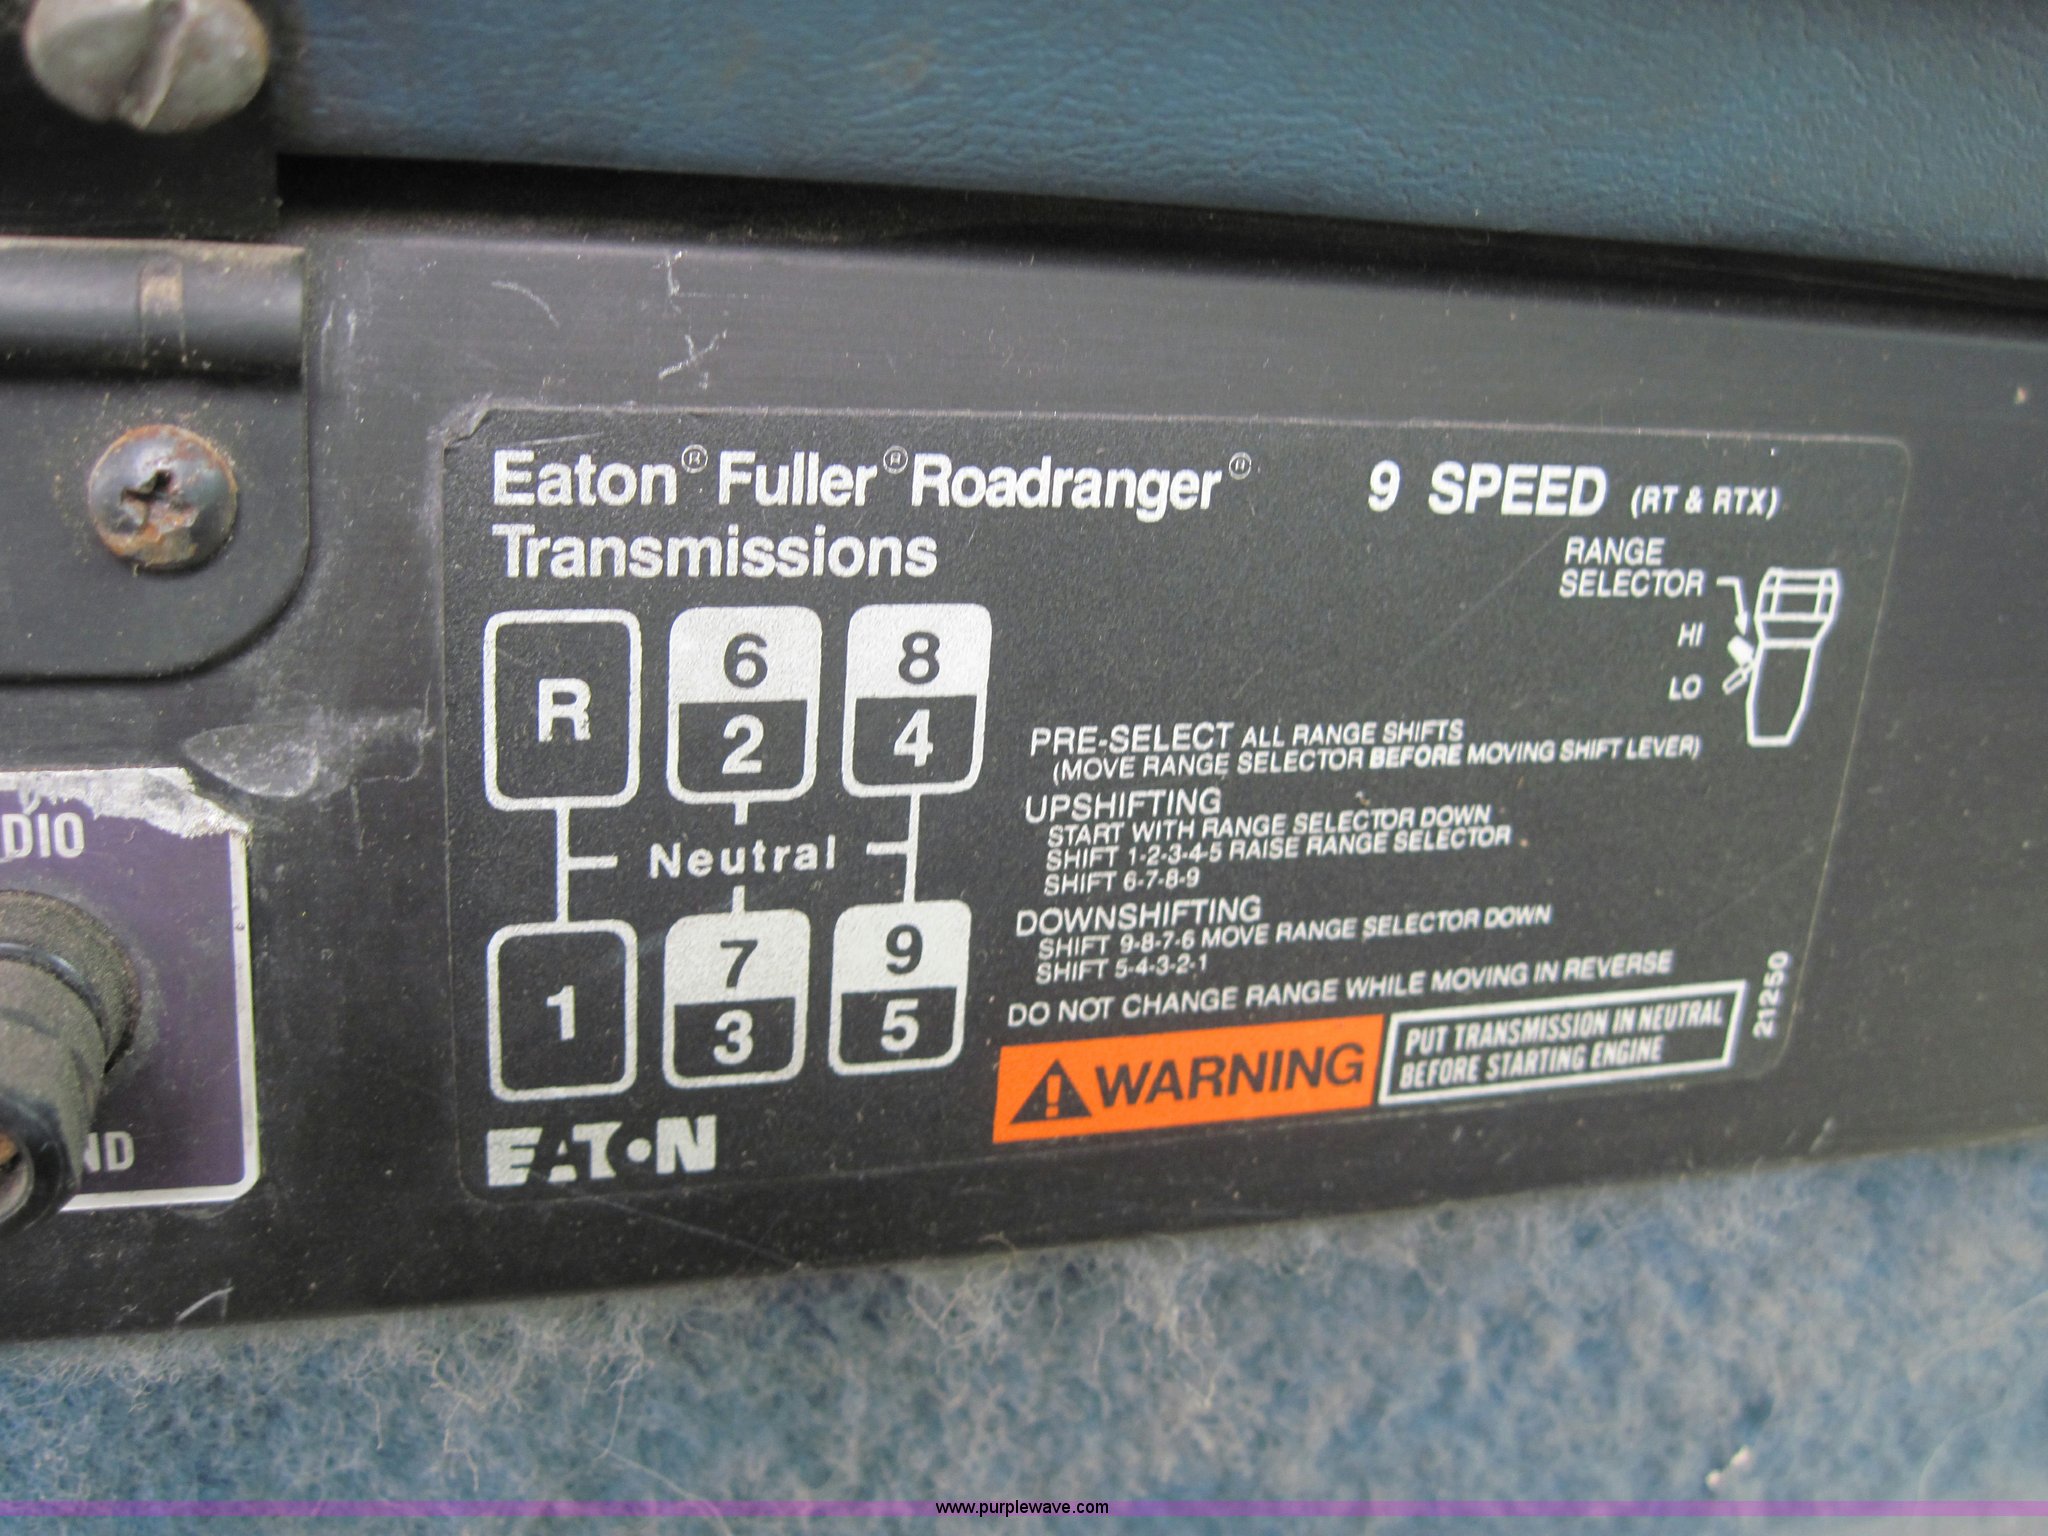 Eaton® Fuller® Roadranger®
Transmissions
9 SPEED (RT & RTX)
RANGE
SELECTOR
HI
LO
R
6
2
8
4
Neutral
1
7
3
9
5
PRE-SELECT ALL RANGE SHIFTS
(MOVE RANGE SELECTOR BEFORE MOVING SHIFT LEVER)
UPSHIFTING
START WITH RANGE SELECTOR DOWN
SHIFT 1-2-3-4-5 RAISE RANGE SELECTOR
SHIFT 6-7-8-9
DOWNSHIFTING
SHIFT 9-8-7-6 MOVE RANGE SELECTOR DOWN
SHIFT 5-4-3-2-1
DO NOT CHANGE RANGE WHILE MOVING IN REVERSE
WARNING
PUT TRANSMISSION IN NEUTRAL
BEFORE STARTING ENGINE
21250
EATON
DIO
ND
www.purplewave.com